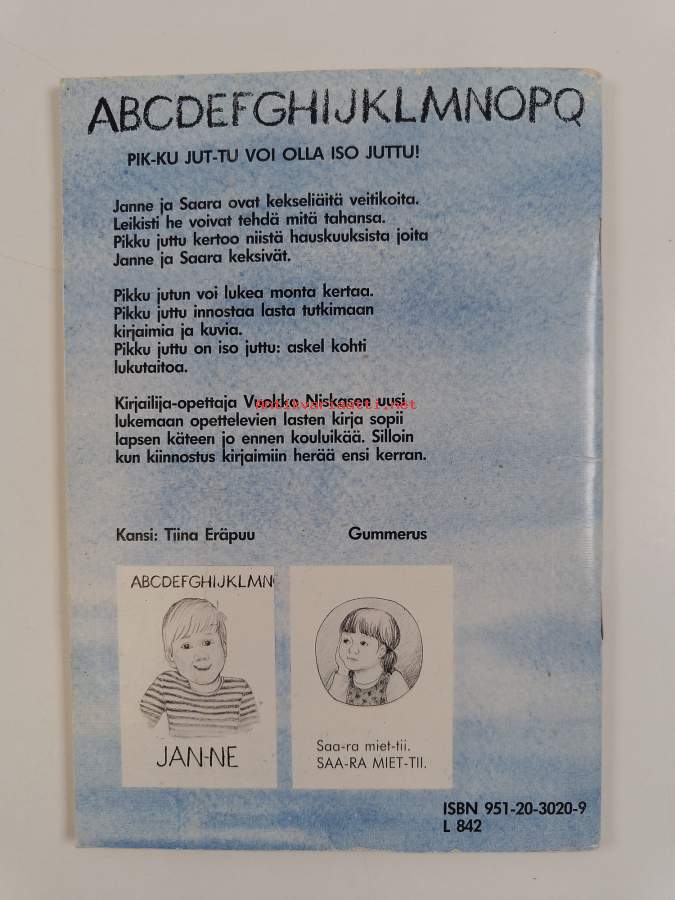 ABCDEFGHIJKLMNOPQ
PIK-KU JUT-TU VOI OLLA ISO JUTTU!
Janne ja Saara ovat kekseliäitä veitikoita.
Leikisti he voivat tehdä mitä tahansa.
Pikku juttu kertoo niistä hauskuuksista joita
Janne ja Saara keksivät.
Pikku jutun voi lukea monta kertaa.
Pikku juttu innostaa lasta tutkimaan
kirjaimia ja kuvia.
Pikku juttu on iso juttu: askel kohti
lukutaitoa.
Kirjailija-opettaja Vuokko Niskasen uusi
Antikvariaatti.net
lukemaan opettelevien lasten kirja sopii
lapsen käteen jo ennen kouluikää. Silloin
kun kiinnostus kirjaimiin herää ensi kerran.
Kansi: Tiina Eräpuu Gummerus
ABCDEFGHIJKLMN
JAN-NE
Saa-ra miet-tii.
SAA-RA MIET-TII.
ISBN 951-20-3020-9
L 842